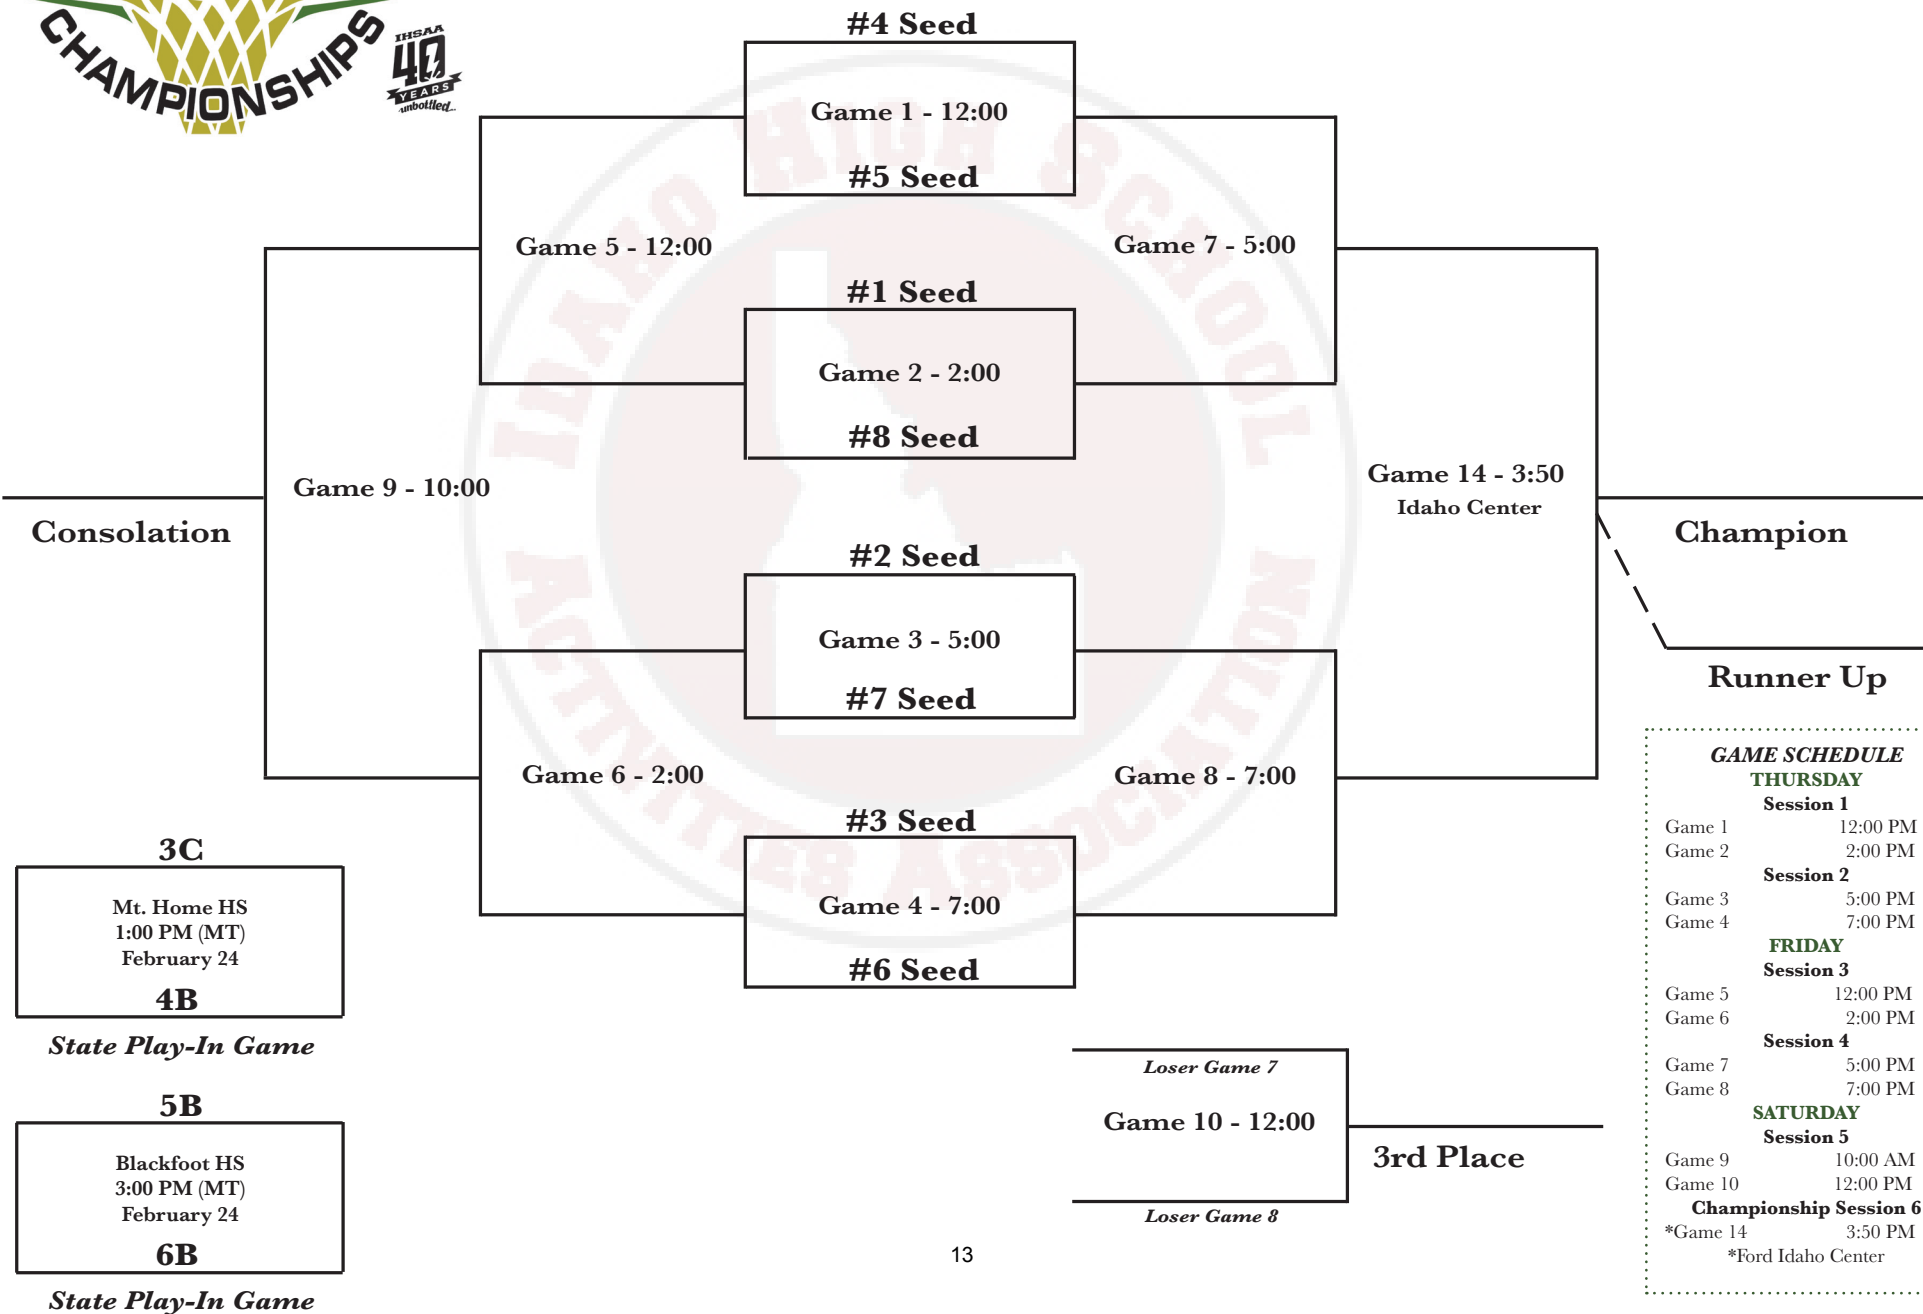 CHAMPIONSHIPS
IHSAA
40
YEARS
unbottled...
IDAHO HIGH SCHOOL
ACTIVITIES ASSOCIATION
#4 Seed
Game 1 - 12:00
#5 Seed
Game 5 - 12:00
Game 7 - 5:00
#1 Seed
Game 2 - 2:00
#8 Seed
Game 9 - 10:00
Consolation
Game 14 - 3:50
Idaho Center
Champion
Runner Up
#2 Seed
Game 3 - 5:00
#7 Seed
Game 6 - 2:00
Game 8 - 7:00
#3 Seed
Game 4 - 7:00
#6 Seed
3C
Mt. Home HS
1:00 PM (MT)
February 24
4B
State Play-In Game
5B
Blackfoot HS
3:00 PM (MT)
February 24
6B
State Play-In Game
Loser Game 7
Game 10 - 12:00
Loser Game 8
3rd Place
GAME SCHEDULE
THURSDAY
Session 1
Game 1 12:00 PM
Game 2 2:00 PM
Session 2
Game 3 5:00 PM
Game 4 7:00 PM
FRIDAY
Session 3
Game 5 12:00 PM
Game 6 2:00 PM
Session 4
Game 7 5:00 PM
Game 8 7:00 PM
SATURDAY
Session 5
Game 9 10:00 AM
Game 10 12:00 PM
Championship Session 6
*Game 14 3:50 PM
*Ford Idaho Center
13